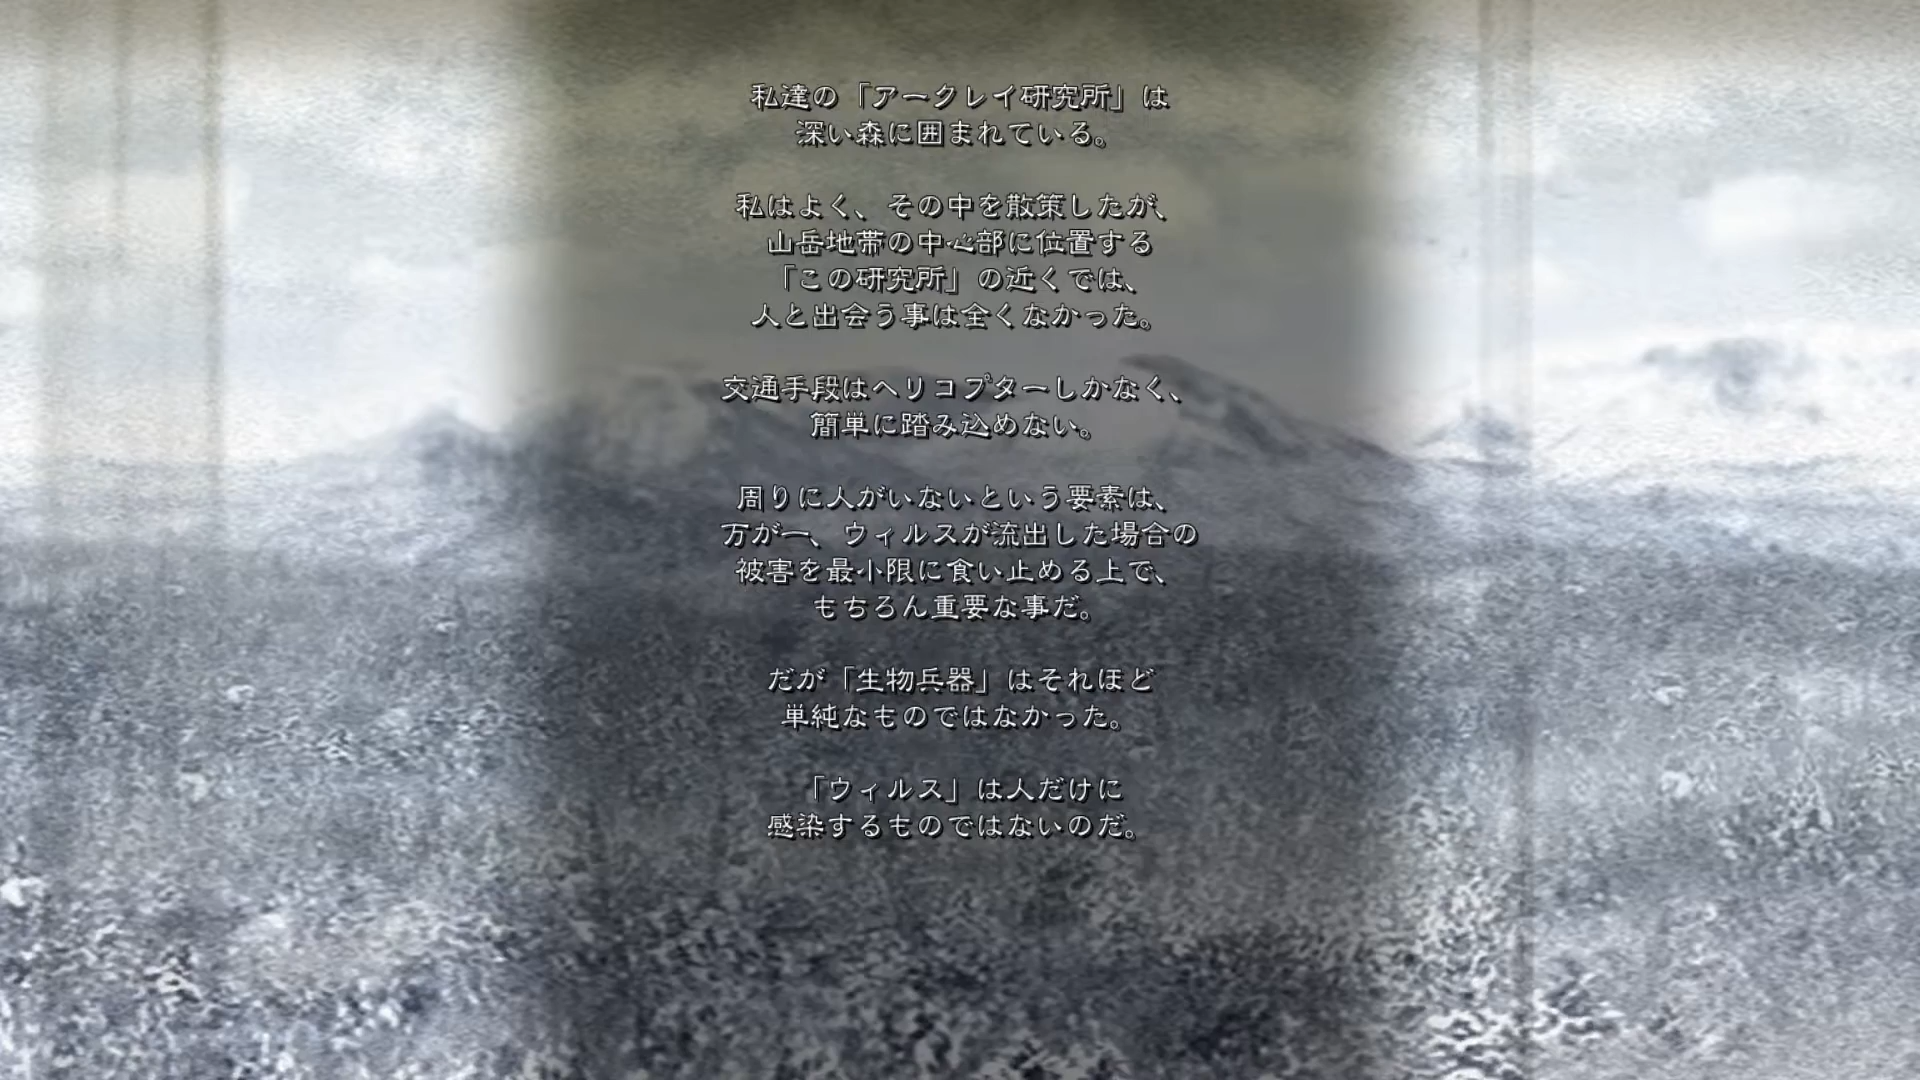 私達の「アークレイ研究所」は
深い森に囲まれている。
私はよく、その中を散策したが、
山岳地帯の中心部に位置する
「この研究所」の近くでは、
人と出会う事は全くなかった。
交通手段はヘリコプターしかなく、
簡単に踏み込めない。
周りに人がいないという要素は、
万が一、ウィルスが流出した場合の
被害を最小限に食い止める上で、
もちろん重要な事だ。
だが「生物兵器」はそれほど
単純なものではなかった。
「ウィルス」は人だけに
感染するものではないのだ。